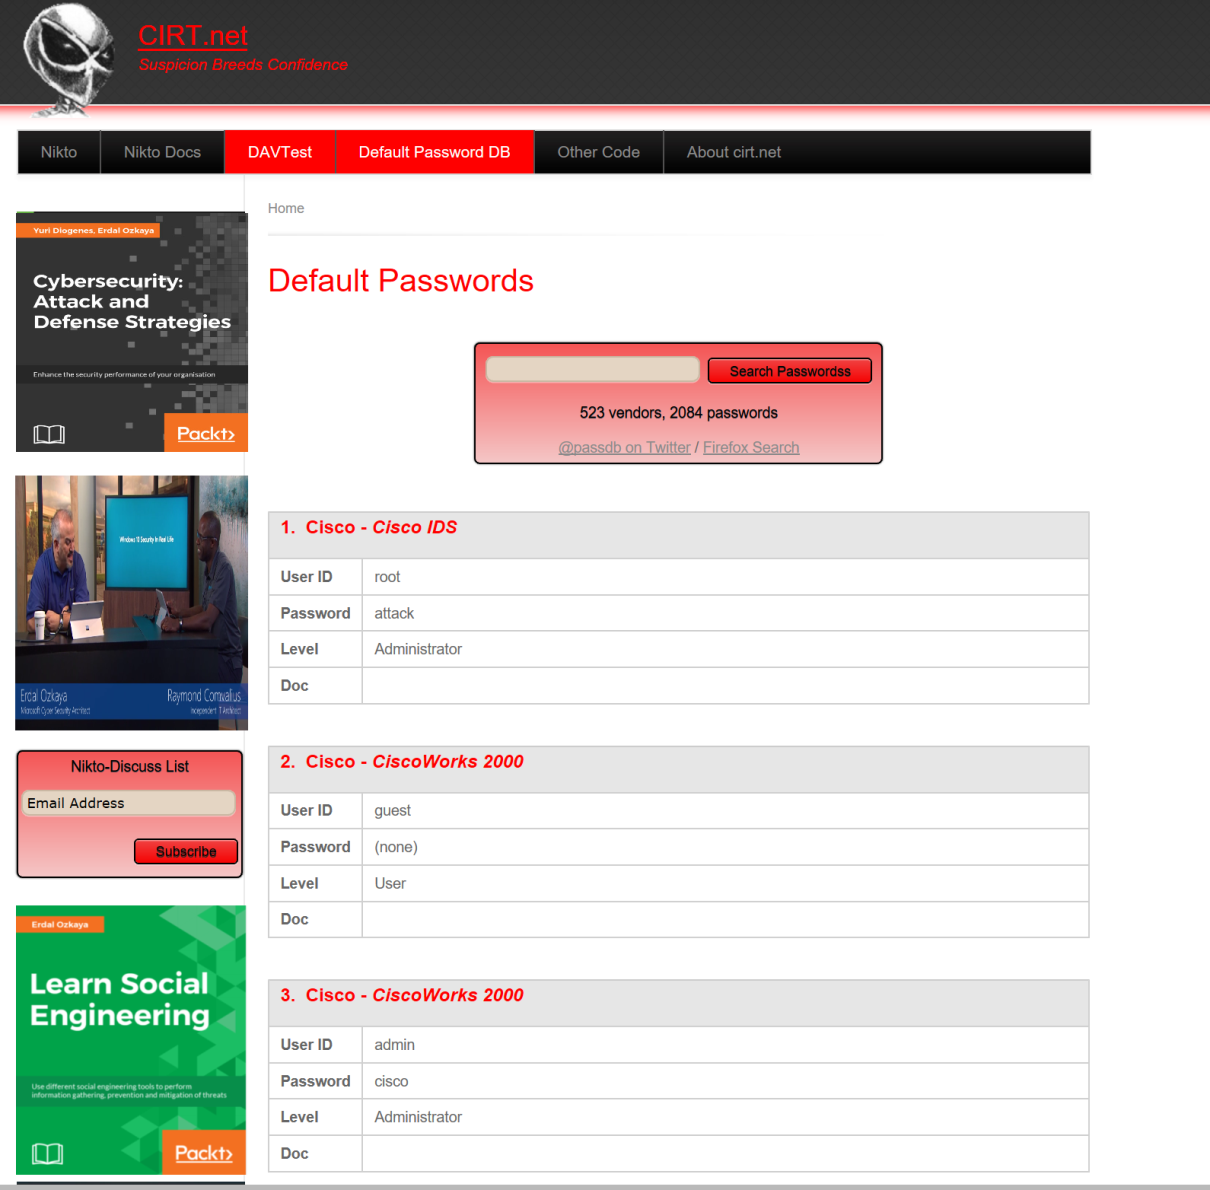 CIRT.net
Suspicion Breeds Confidence
Nikto
Nikto Docs
DAVTest
Default Password DB
Other Code
About cirt.net
Yuri Diogenes, Erdal Ozkaya
Cybersecurity:
Attack and
Defense Strategies
Enhance the security performance of your organisation
Packt>
Windows 10 Security In Real Life
Erdal Ozkaya
Microsoft Cyber Security Architect
Raymond Comvalius
Independent IT Architect
Nikto-Discuss List
Email Address
Subscribe
Erdal Ozkaya
Learn Social
Engineering
Use different social engineering tools to perform
information gathering, prevention and mitigation of threats
Packt>
Home
Default Passwords
Search Passwordss
523 vendors, 2084 passwords
@passdb on Twitter / Firefox Search
1. Cisco - Cisco IDS
User ID root
Password attack
Level Administrator
Doc
2. Cisco - CiscoWorks 2000
User ID guest
Password (none)
Level User
Doc
3. Cisco - CiscoWorks 2000
User ID admin
Password cisco
Level Administrator
Doc